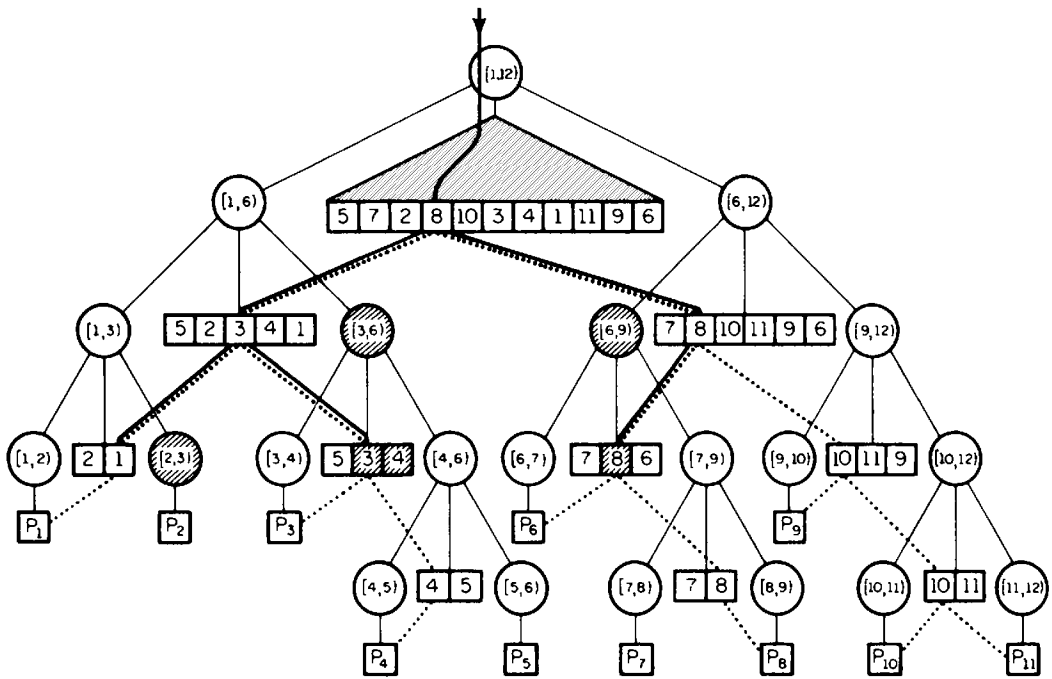 [1,12)
[1,6) [6,12)
5 7 2 8 10 3 4 1 11 9 6
[1,3) 5 2 3 4 1 [3,6) [6,9) 7 8 10 11 9 6 [9,12)
[1,2) 2 1 [2,3) [3,4) 5 3 4 [4,6) [6,7) 7 8 6 [7,9) [9,10) 10 11 9 [10,12)
P1 P2 P3 P6 P9
[4,5) 4 5 [5,6) [7,8) 7 8 [8,9) [10,11) 10 11 [11,12)
P4 P5 P7 P8 P10 P11